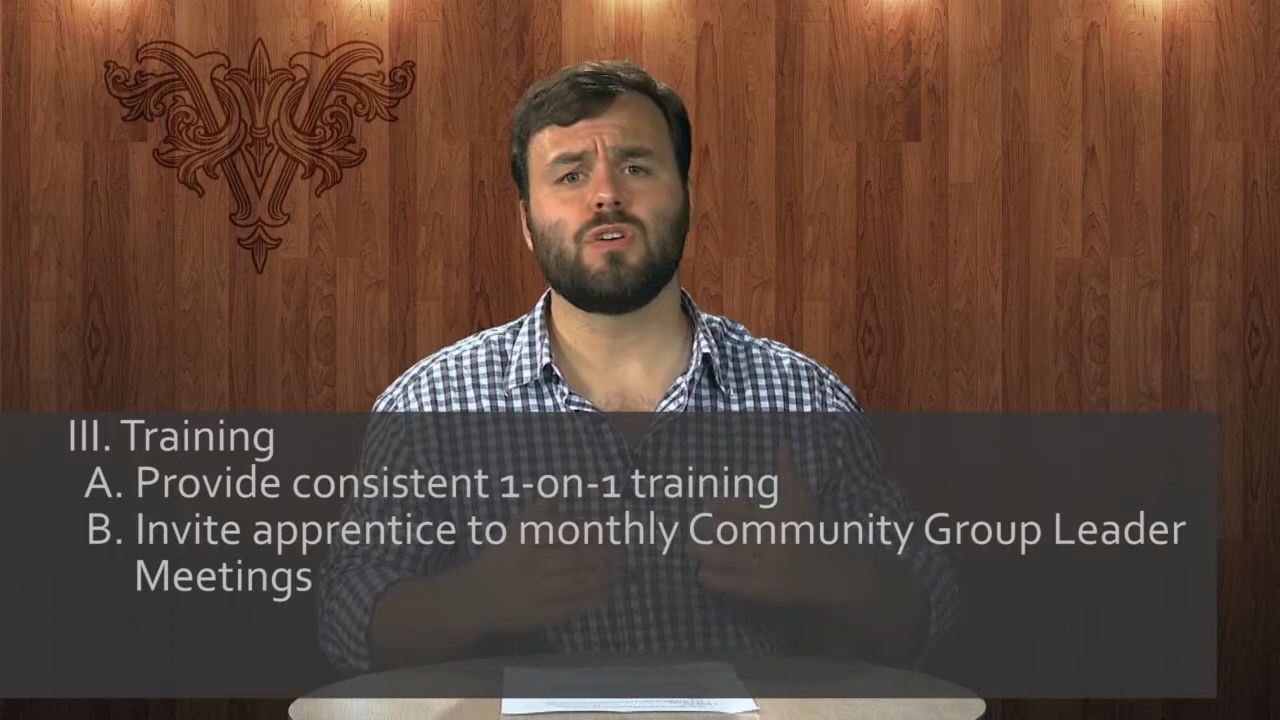 III. Training
A. Provide consistent 1-on-1 training
B. Invite apprentice to monthly Community Group Leader
Meetings